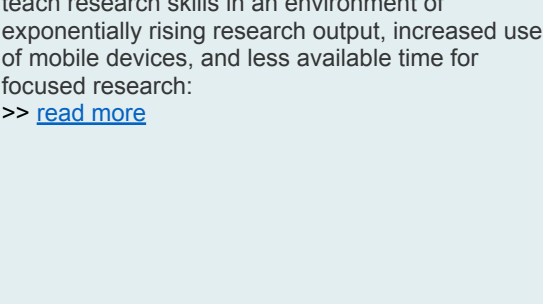 teach research skills in an environment of
exponentially rising research output, increased use
of mobile devices, and less available time for
focused research:
>> read more